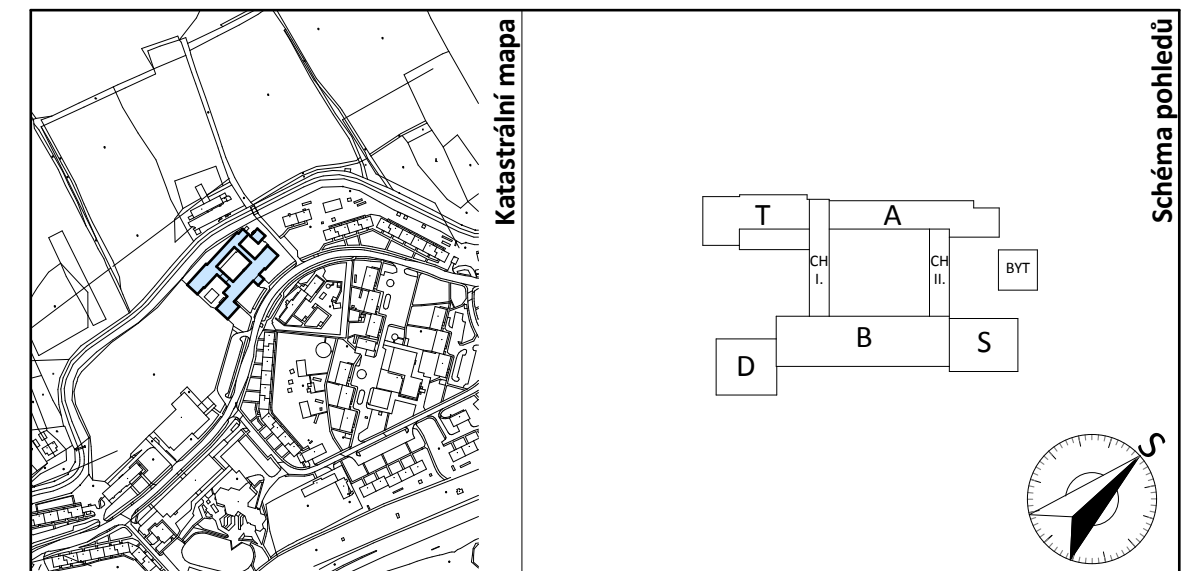 Katastrální mapa
Schéma pohledů
T
A
CH
I.
CH
II.
BYT
B
S
D
S